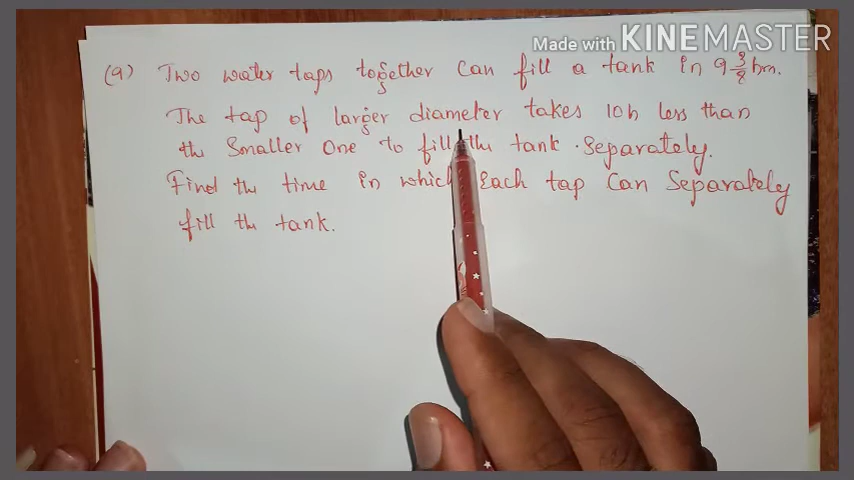 Made with KINEMASTER
(9) Two water taps together can fill a tank in 9 3/8 hrs.
The tap of larger diameter takes 10h less than
the Smaller One to fill the tank. Separately.
Find the time in which Each tap Can Separately
fill the tank.